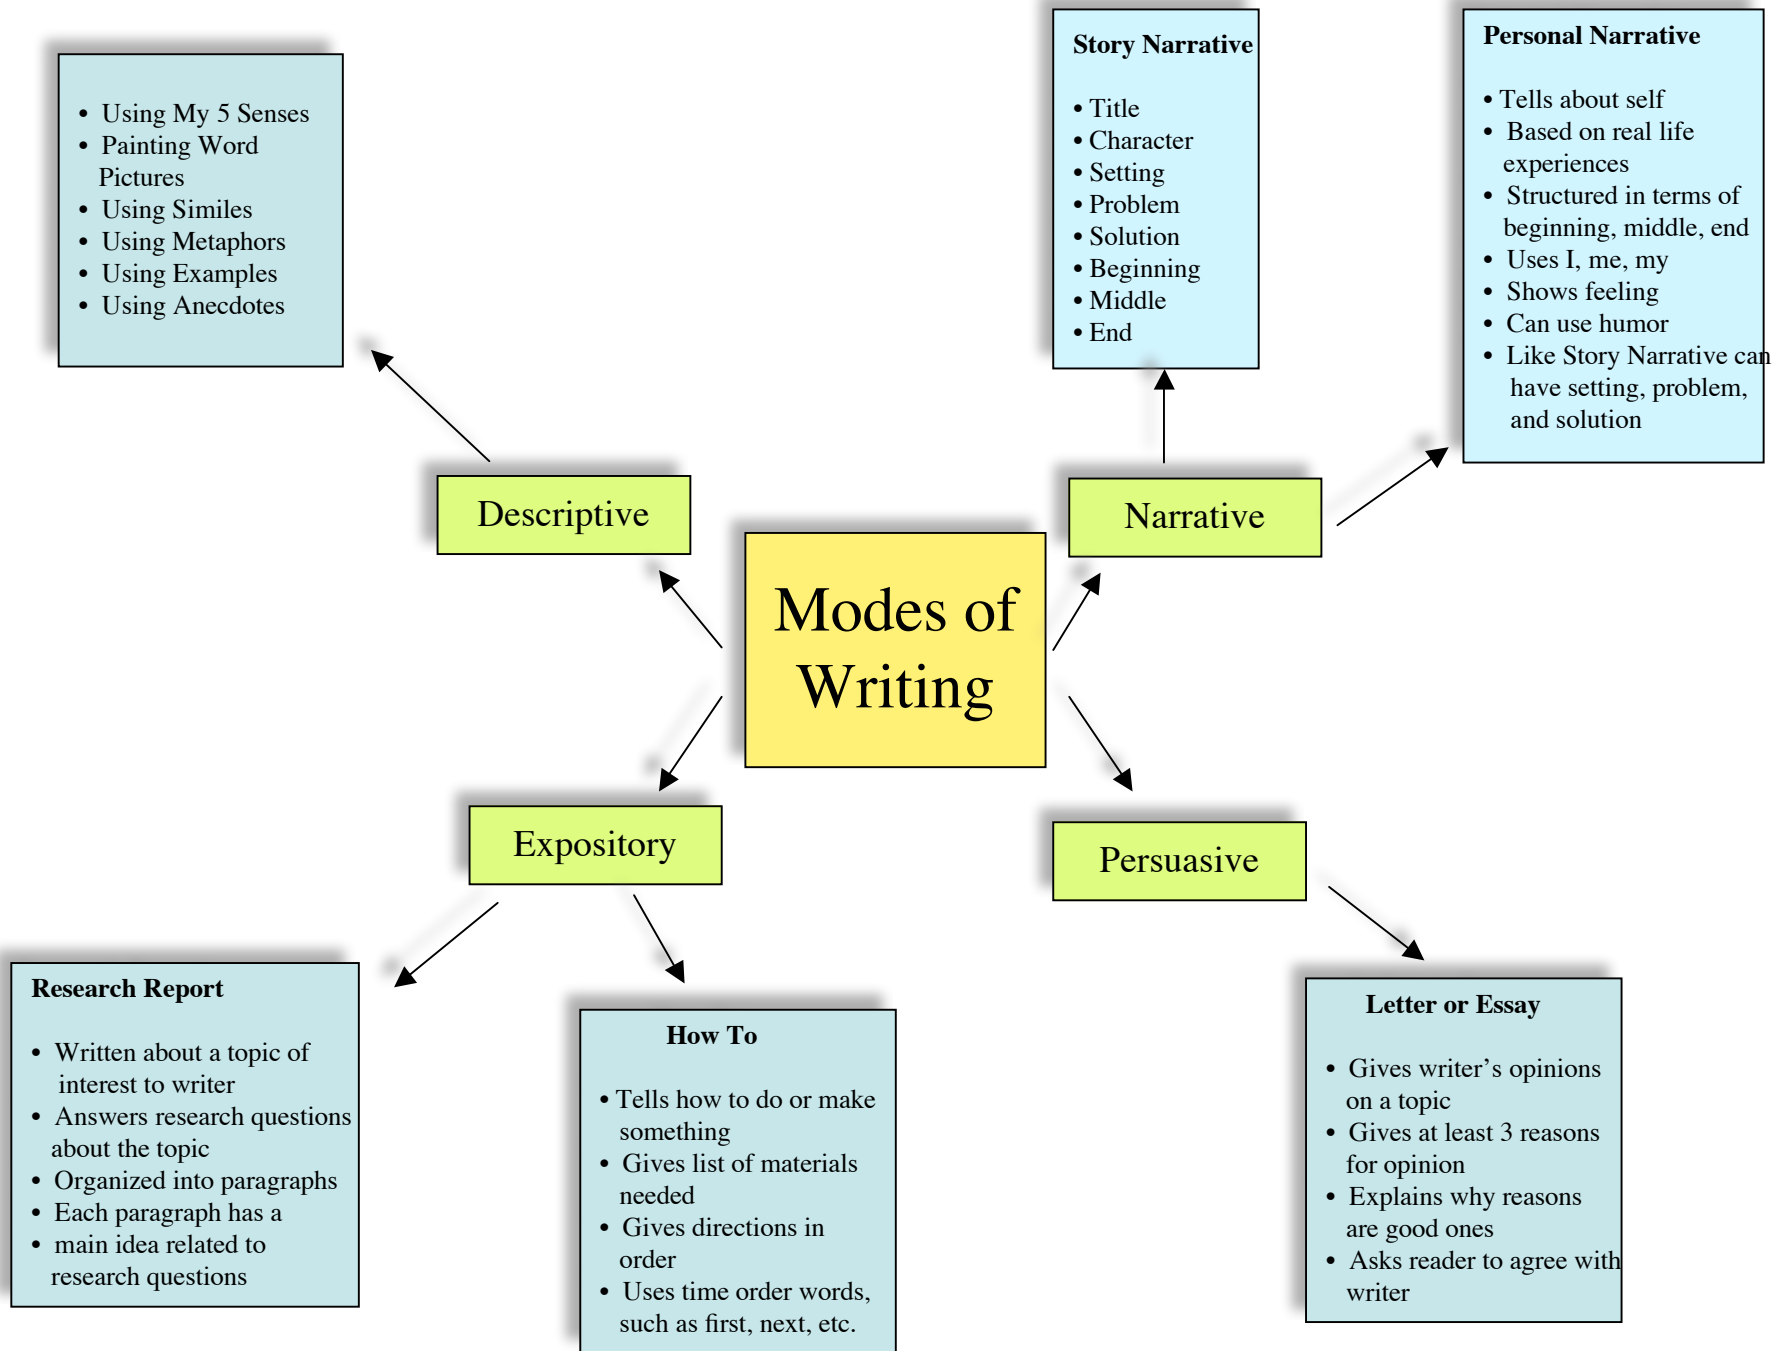 • Using My 5 Senses
• Painting Word
Pictures
• Using Similes
• Using Metaphors
• Using Examples
• Using Anecdotes
Story Narrative
• Title
• Character
• Setting
• Problem
• Solution
• Beginning
• Middle
• End
Personal Narrative
• Tells about self
• Based on real life
experiences
• Structured in terms of
beginning, middle, end
• Uses I, me, my
• Shows feeling
• Can use humor
• Like Story Narrative can
have setting, problem,
and solution
Descriptive
Narrative
Modes of
Writing
Expository
Persuasive
Research Report
• Written about a topic of
interest to writer
• Answers research questions
about the topic
• Organized into paragraphs
• Each paragraph has a
• main idea related to
research questions
How To
• Tells how to do or make
something
• Gives list of materials
needed
• Gives directions in
order
• Uses time order words,
such as first, next, etc.
Letter or Essay
• Gives writer’s opinions
on a topic
• Gives at least 3 reasons
for opinion
• Explains why reasons
are good ones
• Asks reader to agree with
writer